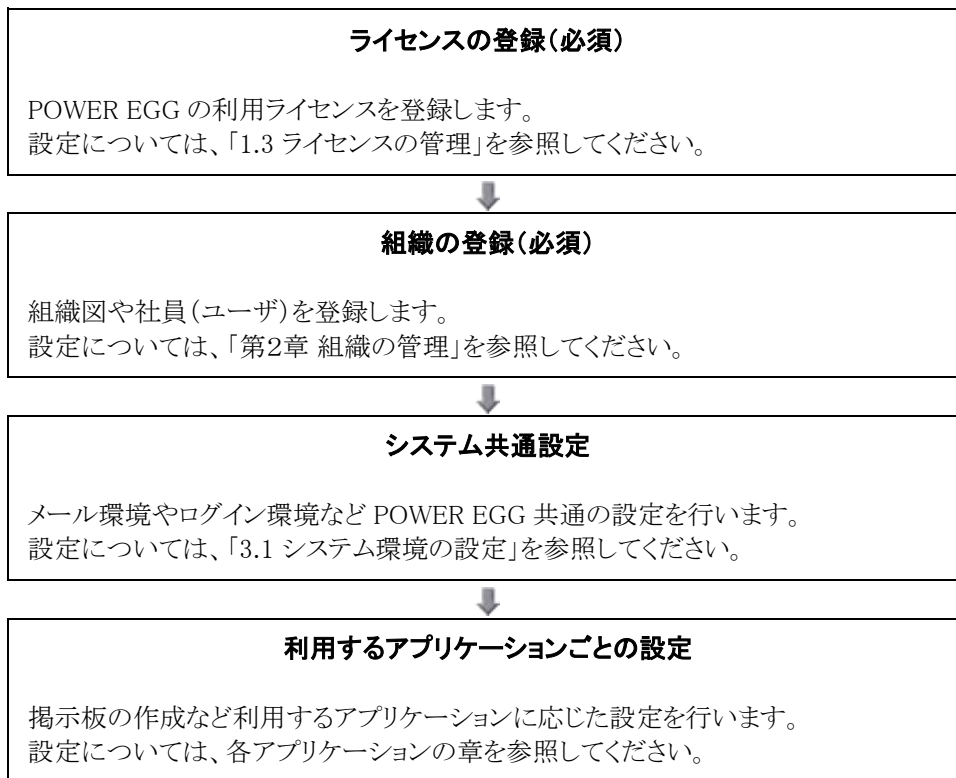 ライセンスの登録(必須)
POWER EGG の利用ライセンスを登録します。
設定については、「1.3 ライセンスの管理」を参照してください。
組織の登録(必須)
組織図や社員(ユーザ)を登録します。
設定については、「第2章 組織の管理」を参照してください。
システム共通設定
メール環境やログイン環境など POWER EGG 共通の設定を行います。
設定については、「3.1 システム環境の設定」を参照してください。
利用するアプリケーションごとの設定
掲示板の作成など利用するアプリケーションに応じた設定を行います。
設定については、各アプリケーションの章を参照してください。